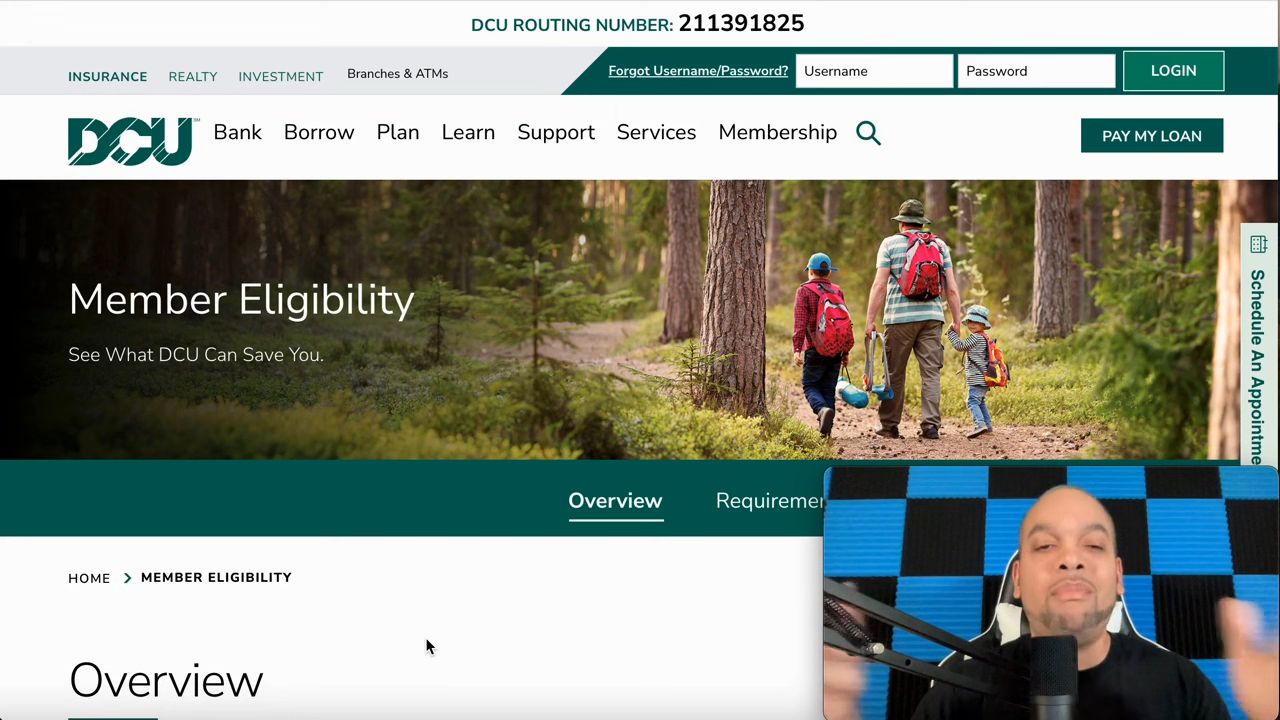 DCU ROUTING NUMBER: 211391825
INSURANCE REALTY INVESTMENT Branches & ATMs Forgot Username/Password? Username Password LOGIN
DCU Bank Borrow Plan Learn Support Services Membership PAY MY LOAN
Member Eligibility
See What DCU Can Save You.
Schedule An Appointme
Overview Requiremen
HOME MEMBER ELIGIBILITY
Overview